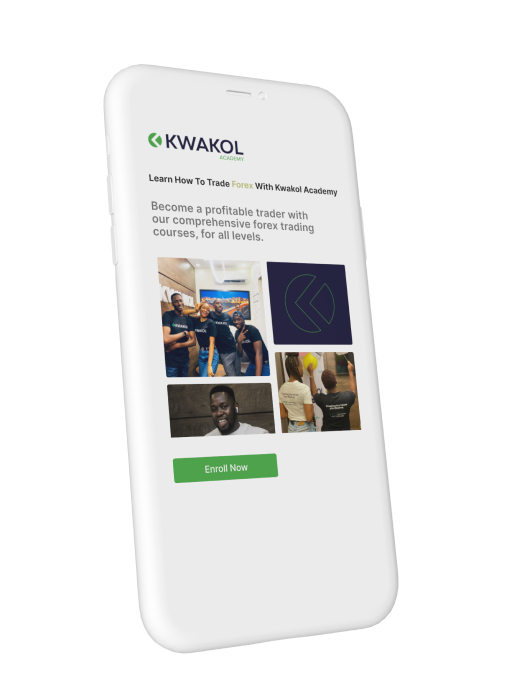 KWAKOL
ACADEMY
Learn How To Trade Forex With Kwakol Academy
Become a profitable trader with
our comprehensive forex trading
courses, for all levels.
KWAKOL
Enroll Now